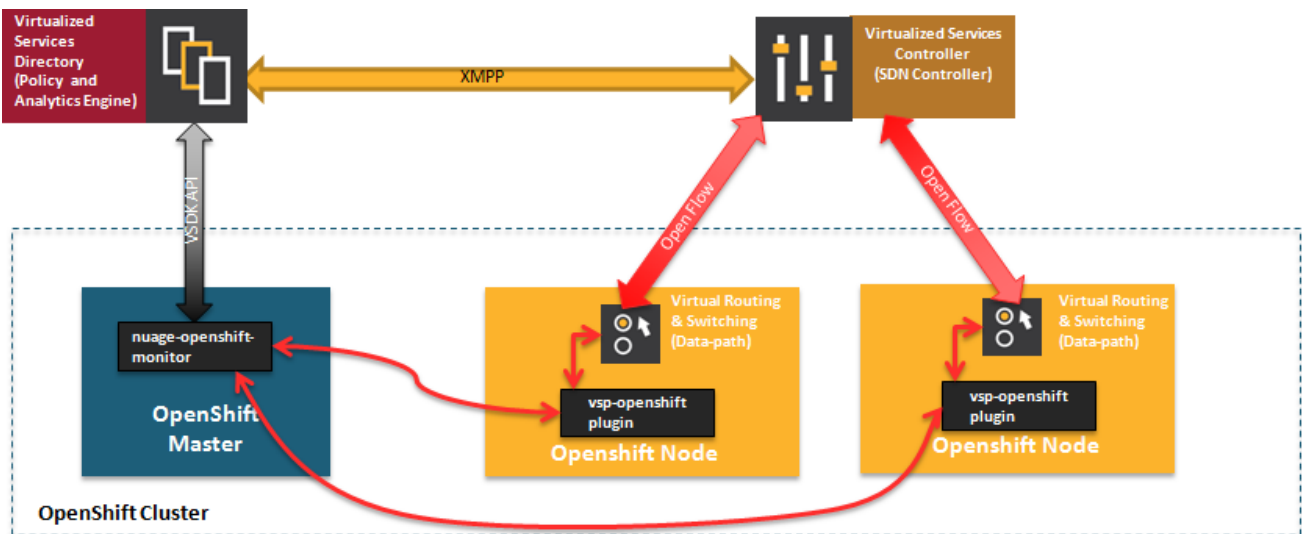 Virtualized
Services
Directory
(Policy and
Analytics Engine)
XMPP
Virtualized Services
Controller
(SDN Controller)
VSDK API
Open Flow
Open Flow
nuage-openshift-
monitor
OpenShift
Master
Virtual Routing
& Switching
(Data-path)
vsp-openshift
plugin
Openshift Node
Virtual Routing
& Switching
(Data-path)
vsp-openshift
plugin
Openshift Node
OpenShift Cluster